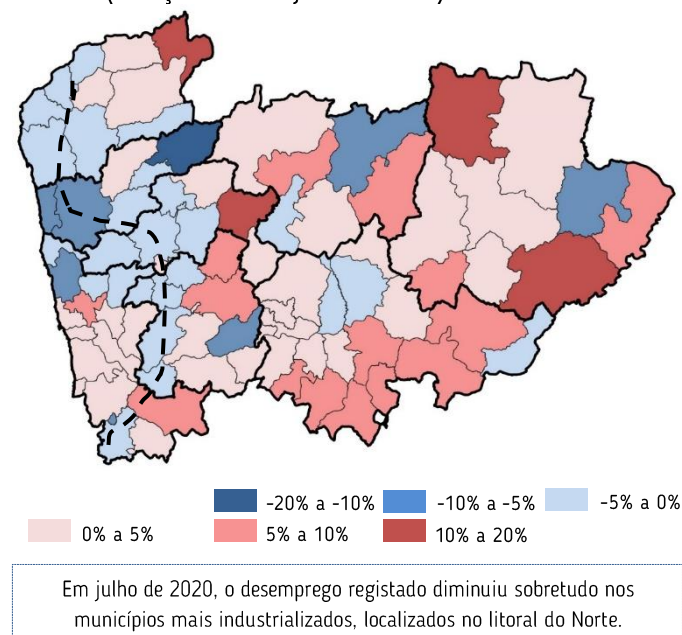 -20% a -10%
-10% a -5%
-5% a 0%
0% a 5%
5% a 10%
10% a 20%
Em julho de 2020, o desemprego registado diminuiu sobretudo nos
municípios mais industrializados, localizados no litoral do Norte.